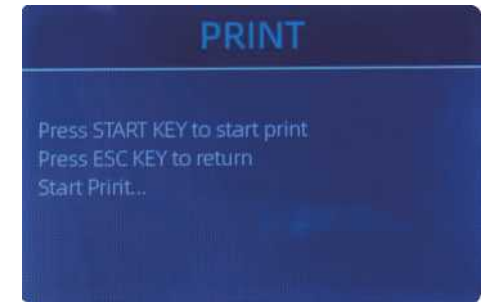 PRINT
Press START KEY to start print
Press ESC KEY to return
Start Print...